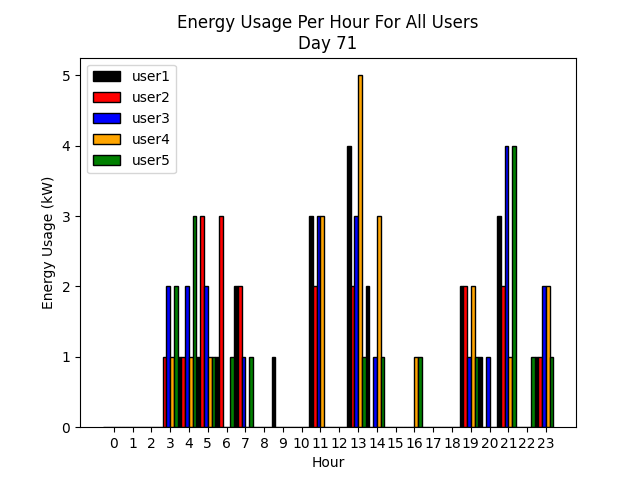 Energy Usage Per Hour For All Users
Day 71
user1
user2
user3
user4
user5
Energy Usage (kW)
5
4
3
2
1
0
0 1 2 3 4 5 6 7 8 9 10 11 12 13 14 15 16 17 18 19 20 21 22 23
Hour